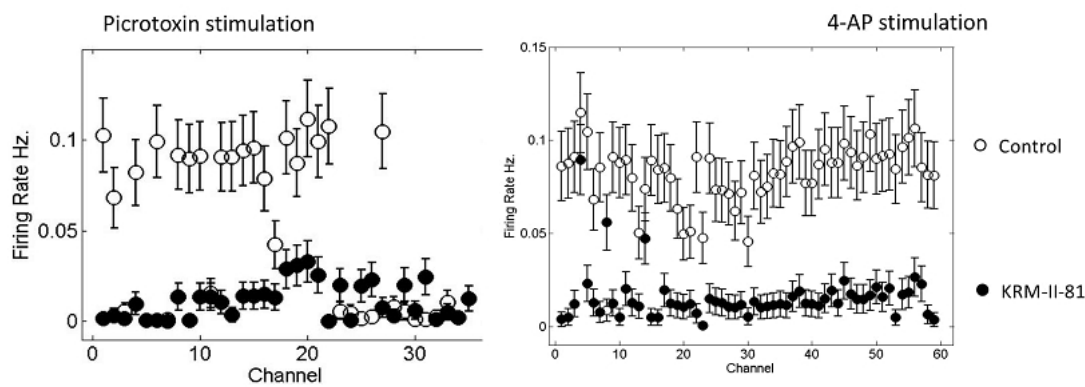 Picrotoxin stimulation
Firing Rate Hz.
0.1
0.05
0
0 10 20 30
Channel
4-AP stimulation
Firing Rate Hz.
0.15
0.1
0.05
0
0 10 20 30 40 50 60
Channel
Control
KRM-II-81